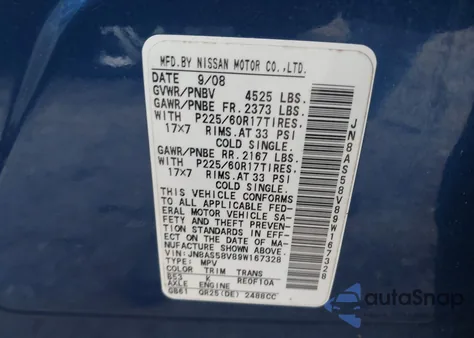 MFD.BY NISSAN MOTOR CO.,LTD.
DATE 9/08
GVWR/PNBV 4525 LBS.
GAWR/PNBE FR. 2373 LBS.
WITH P225/60R17TIRES.
17x7 RIMS.AT 33 PSI
COLD SINGLE.
GAWR/PNBE RR. 2167 LBS.
WITH P225/60R17TIRES.
17x7 RIMS.AT 33 PSI
COLD SINGLE.
THIS VEHICLE CONFORMS
TO ALL APPLICABLE FED-
ERAL MOTOR VEHICLE SA-
FETY AND THEFT PREVEN-
TION STANDARDS IN EFF-
ECT ON THE DATE OF MA-
NUFACTURE SHOWN ABOVE.
VIN:JN8AS58V89W167328
TYPE: MPV
COLOR TRIM TRANS
B53 K RE0F10A
AXLE ENGINE
GB61 QR25(DE) 2488CC
JN8AS58V89W167328
autoSnap